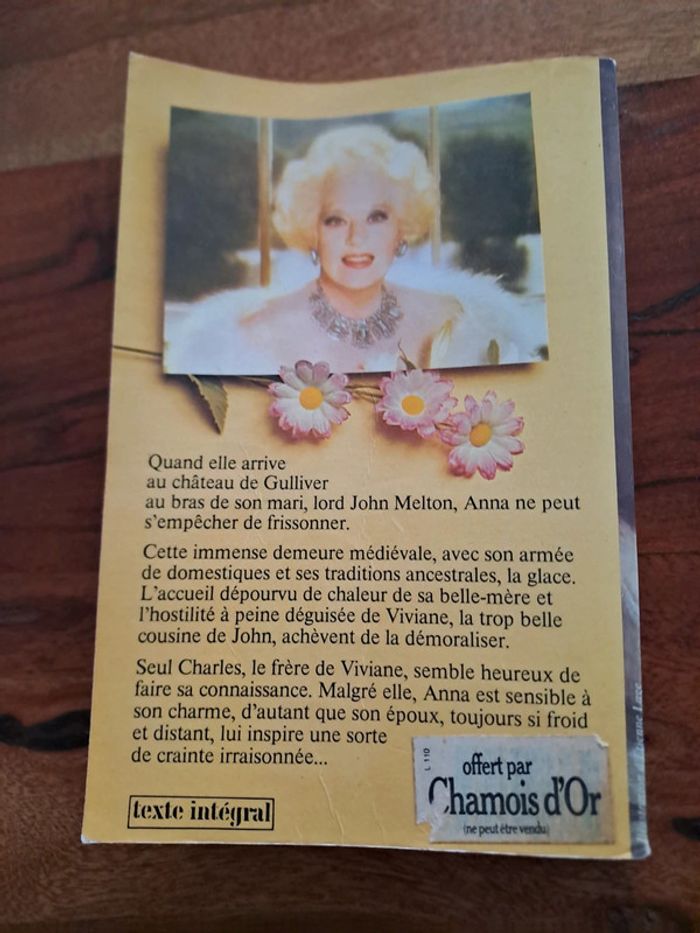 Quand elle arrive
au château de Gulliver
au bras de son mari, lord John Melton, Anna ne peut
s'empêcher de frissonner.
Cette immense demeure médiévale, avec son armée
de domestiques et ses traditions ancestrales, la glace.
L'accueil dépourvu de chaleur de sa belle-mère et
l'hostilité à peine déguisée de Viviane, la trop belle
cousine de John, achèvent de la démoraliser.
Seul Charles, le frère de Viviane, semble heureux de
faire sa connaissance. Malgré elle, Anna est sensible à
son charme, d'autant que son époux, toujours si froid
et distant, lui inspire une sorte
de crainte irraisonnée...
texte intégral
L 110
offert par
Chamois d'Or
(ne peut être vendu)